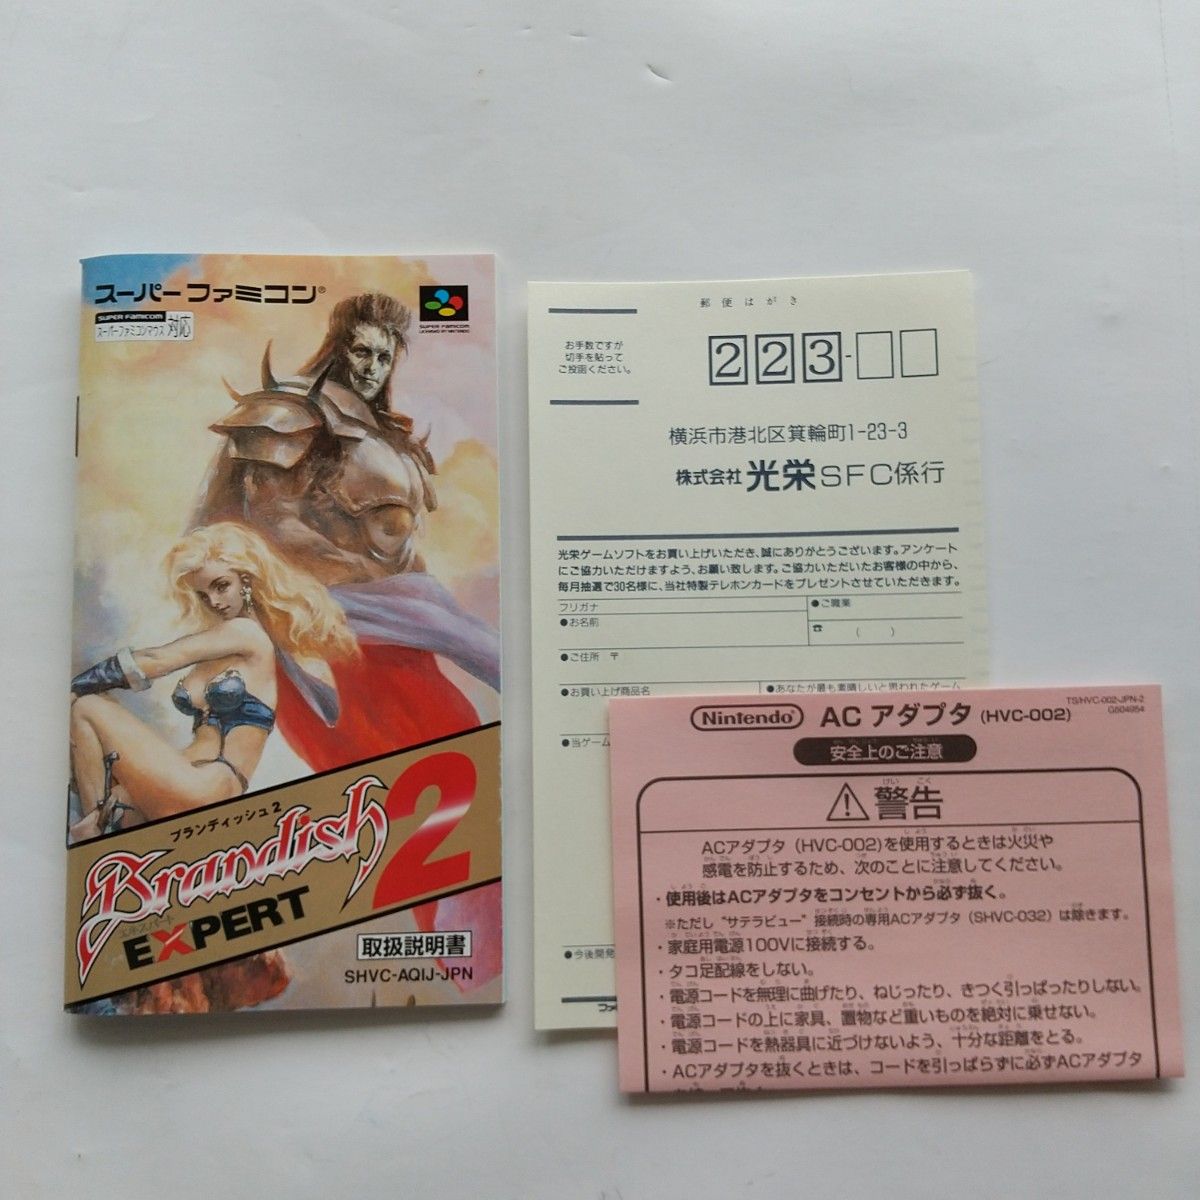 スーパーファミコン®
SUPER FAMICOM
スーパーファミコンマウス 対応
SUPER FAMICOM
LICENSED BY NINTENDO
ブランディッシュ2
Brandish 2
エキスパート
EXPERT
取扱説明書
SHVC-AQIJ-JPN
郵便はがき
お手数ですが
切手を貼って
ご投函ください。
223-
横浜市港北区箕輪町1-23-3
株式会社 光栄SFC係行
光栄ゲームソフトをお買い上げいただき、誠にありがとうございます。アンケート
にご協力いただけますよう、お願い致します。ご協力いただいたお客様の中から、
毎月抽選で30名様に、当社特製テレホンカードをプレゼントさせていただきます。
フリガナ
●お名前
●ご職業
☎ ( )
●ご住所 〒
●お買い上げ商品名
●あなたが最も素晴しいと思われたゲーム
●当ゲーム
●今後開発
TS/HVC-002-JPN-2
G504954
Nintendo ACアダプタ (HVC-002)
安全上のご注意
けい こく
⚠警告
ACアダプタ (HVC-002)を使用するときは火災や
感電を防止するため、次のことに注意してください。
・使用後はACアダプタをコンセントから必ず抜く。
※ただし“サテラビュー”接続時の専用ACアダプタ (SHVC-032) は除きます。
・家庭用電源100Vに接続する。
・タコ足配線をしない。
・電源コードを無理に曲げたり、ねじったり、きつく引っぱったりしない。
・電源コードの上に家具、置物など重いものを絶対に乗せない。
・電源コードを熱器具に近づけないよう、十分な距離をとる。
・ACアダプタを抜くときは、コードを引っぱらずに必ずACアダプタ